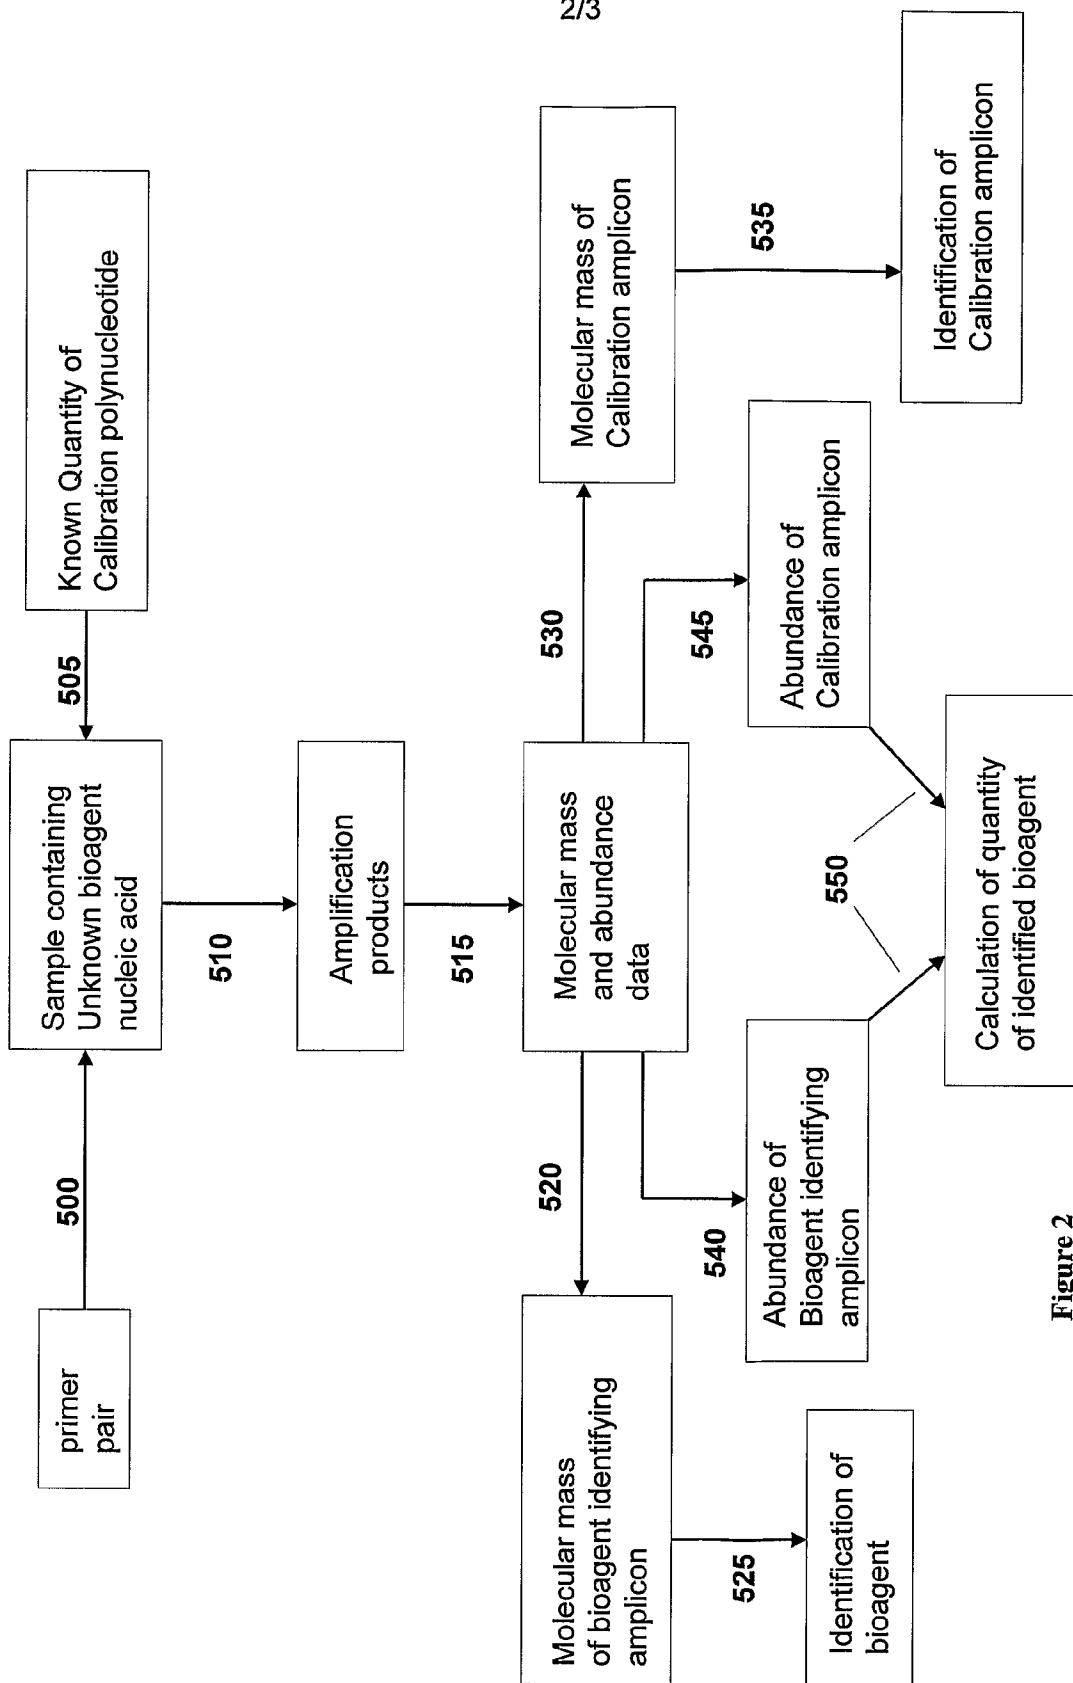 2/3
primer
pair
500
Sample containing
Unknown bioagent
nucleic acid
505
Known Quantity of
Calibration polynucleotide
510
Amplification
products
515
Molecular mass
and abundance
data
520
Molecular mass
of bioagent identifying
amplicon
525
Identification of
bioagent
530
Molecular mass of
Calibration amplicon
535
Identification of
Calibration amplicon
540
Abundance of
Bioagent identifying
amplicon
545
Abundance of
Calibration amplicon
550
Calculation of quantity
of identified bioagent
Figure 2